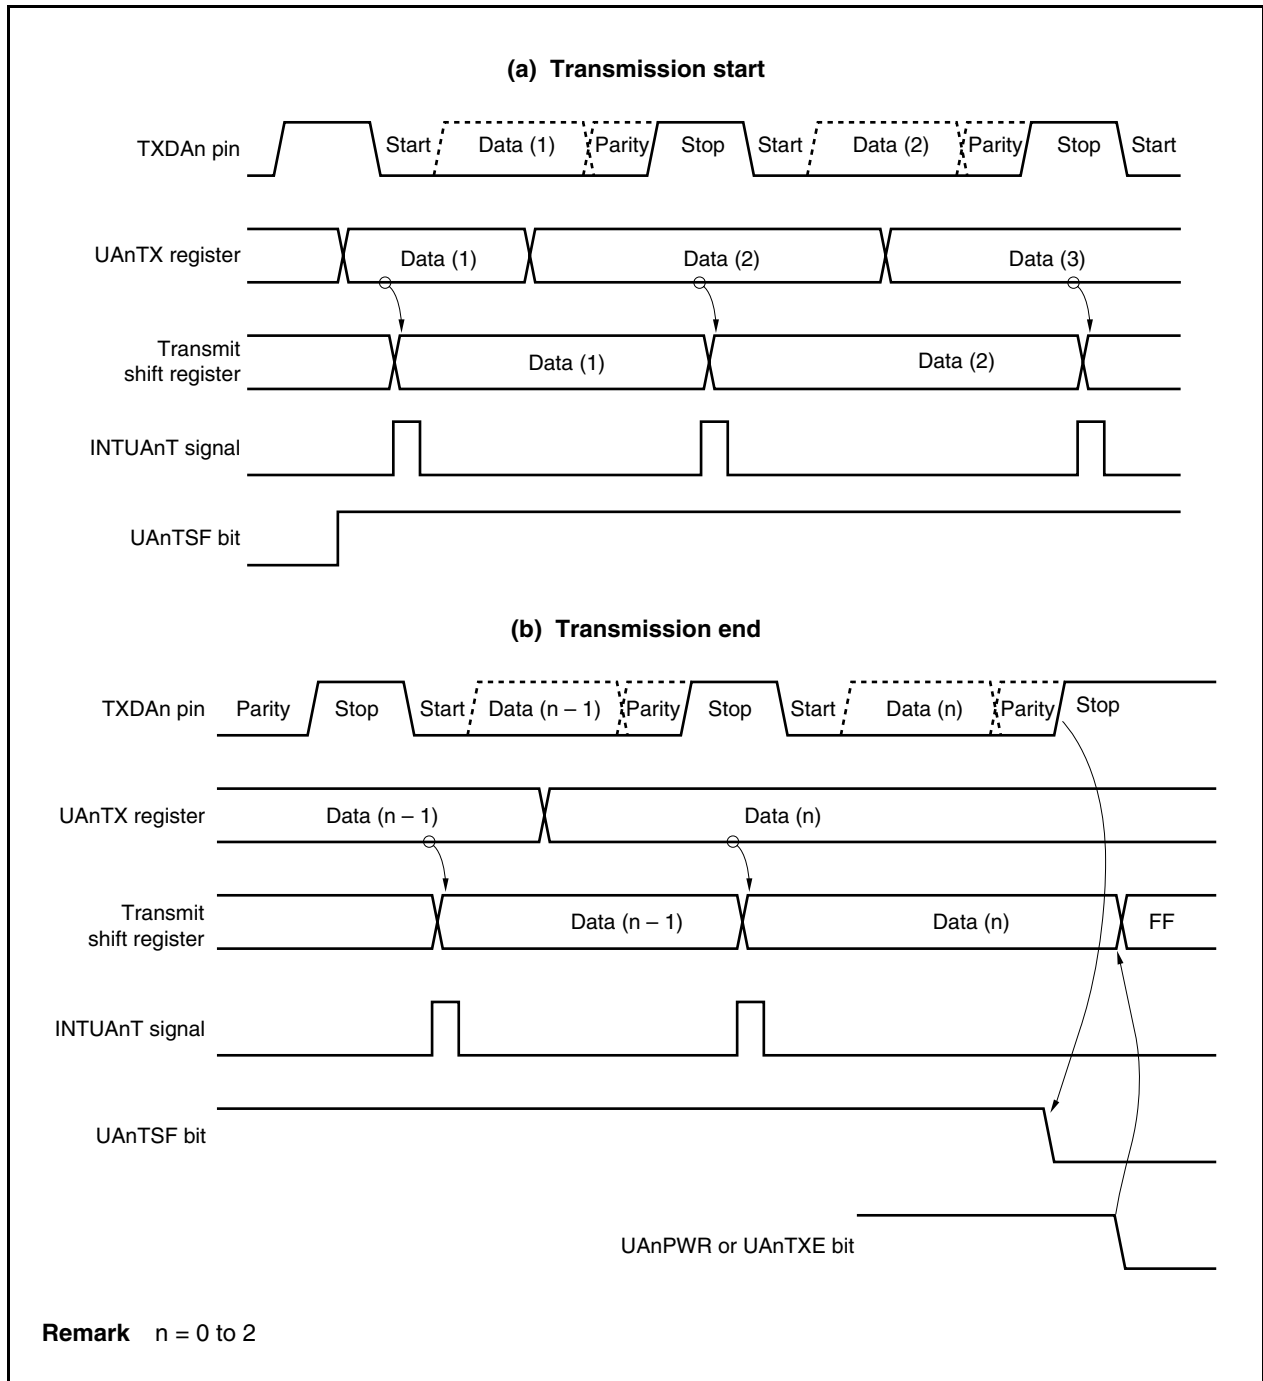 (a) Transmission start
TXDAn pin
Start Data (1) Parity Stop Start Data (2) Parity Stop Start
UAnTX register
Data (1) Data (2) Data (3)
Transmit
shift register
Data (1) Data (2)
INTUAnT signal
UAnTSF bit
(b) Transmission end
TXDAn pin
Parity Stop Start Data (n – 1) Parity Stop Start Data (n) Parity Stop
UAnTX register
Data (n – 1) Data (n)
Transmit
shift register
Data (n – 1) Data (n) FF
INTUAnT signal
UAnTSF bit
UAnPWR or UAnTXE bit
Remark n = 0 to 2